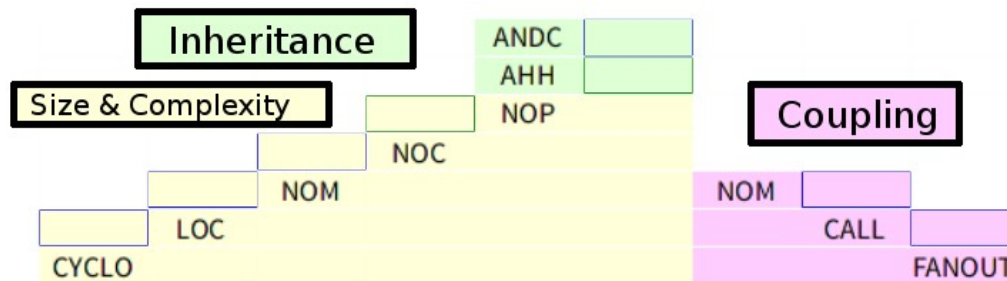 Inheritance
ANDC
AHH
Size & Complexity
NOP
Coupling
NOC
NOM
NOM
LOC
CALL
CYCLO
FANOUT